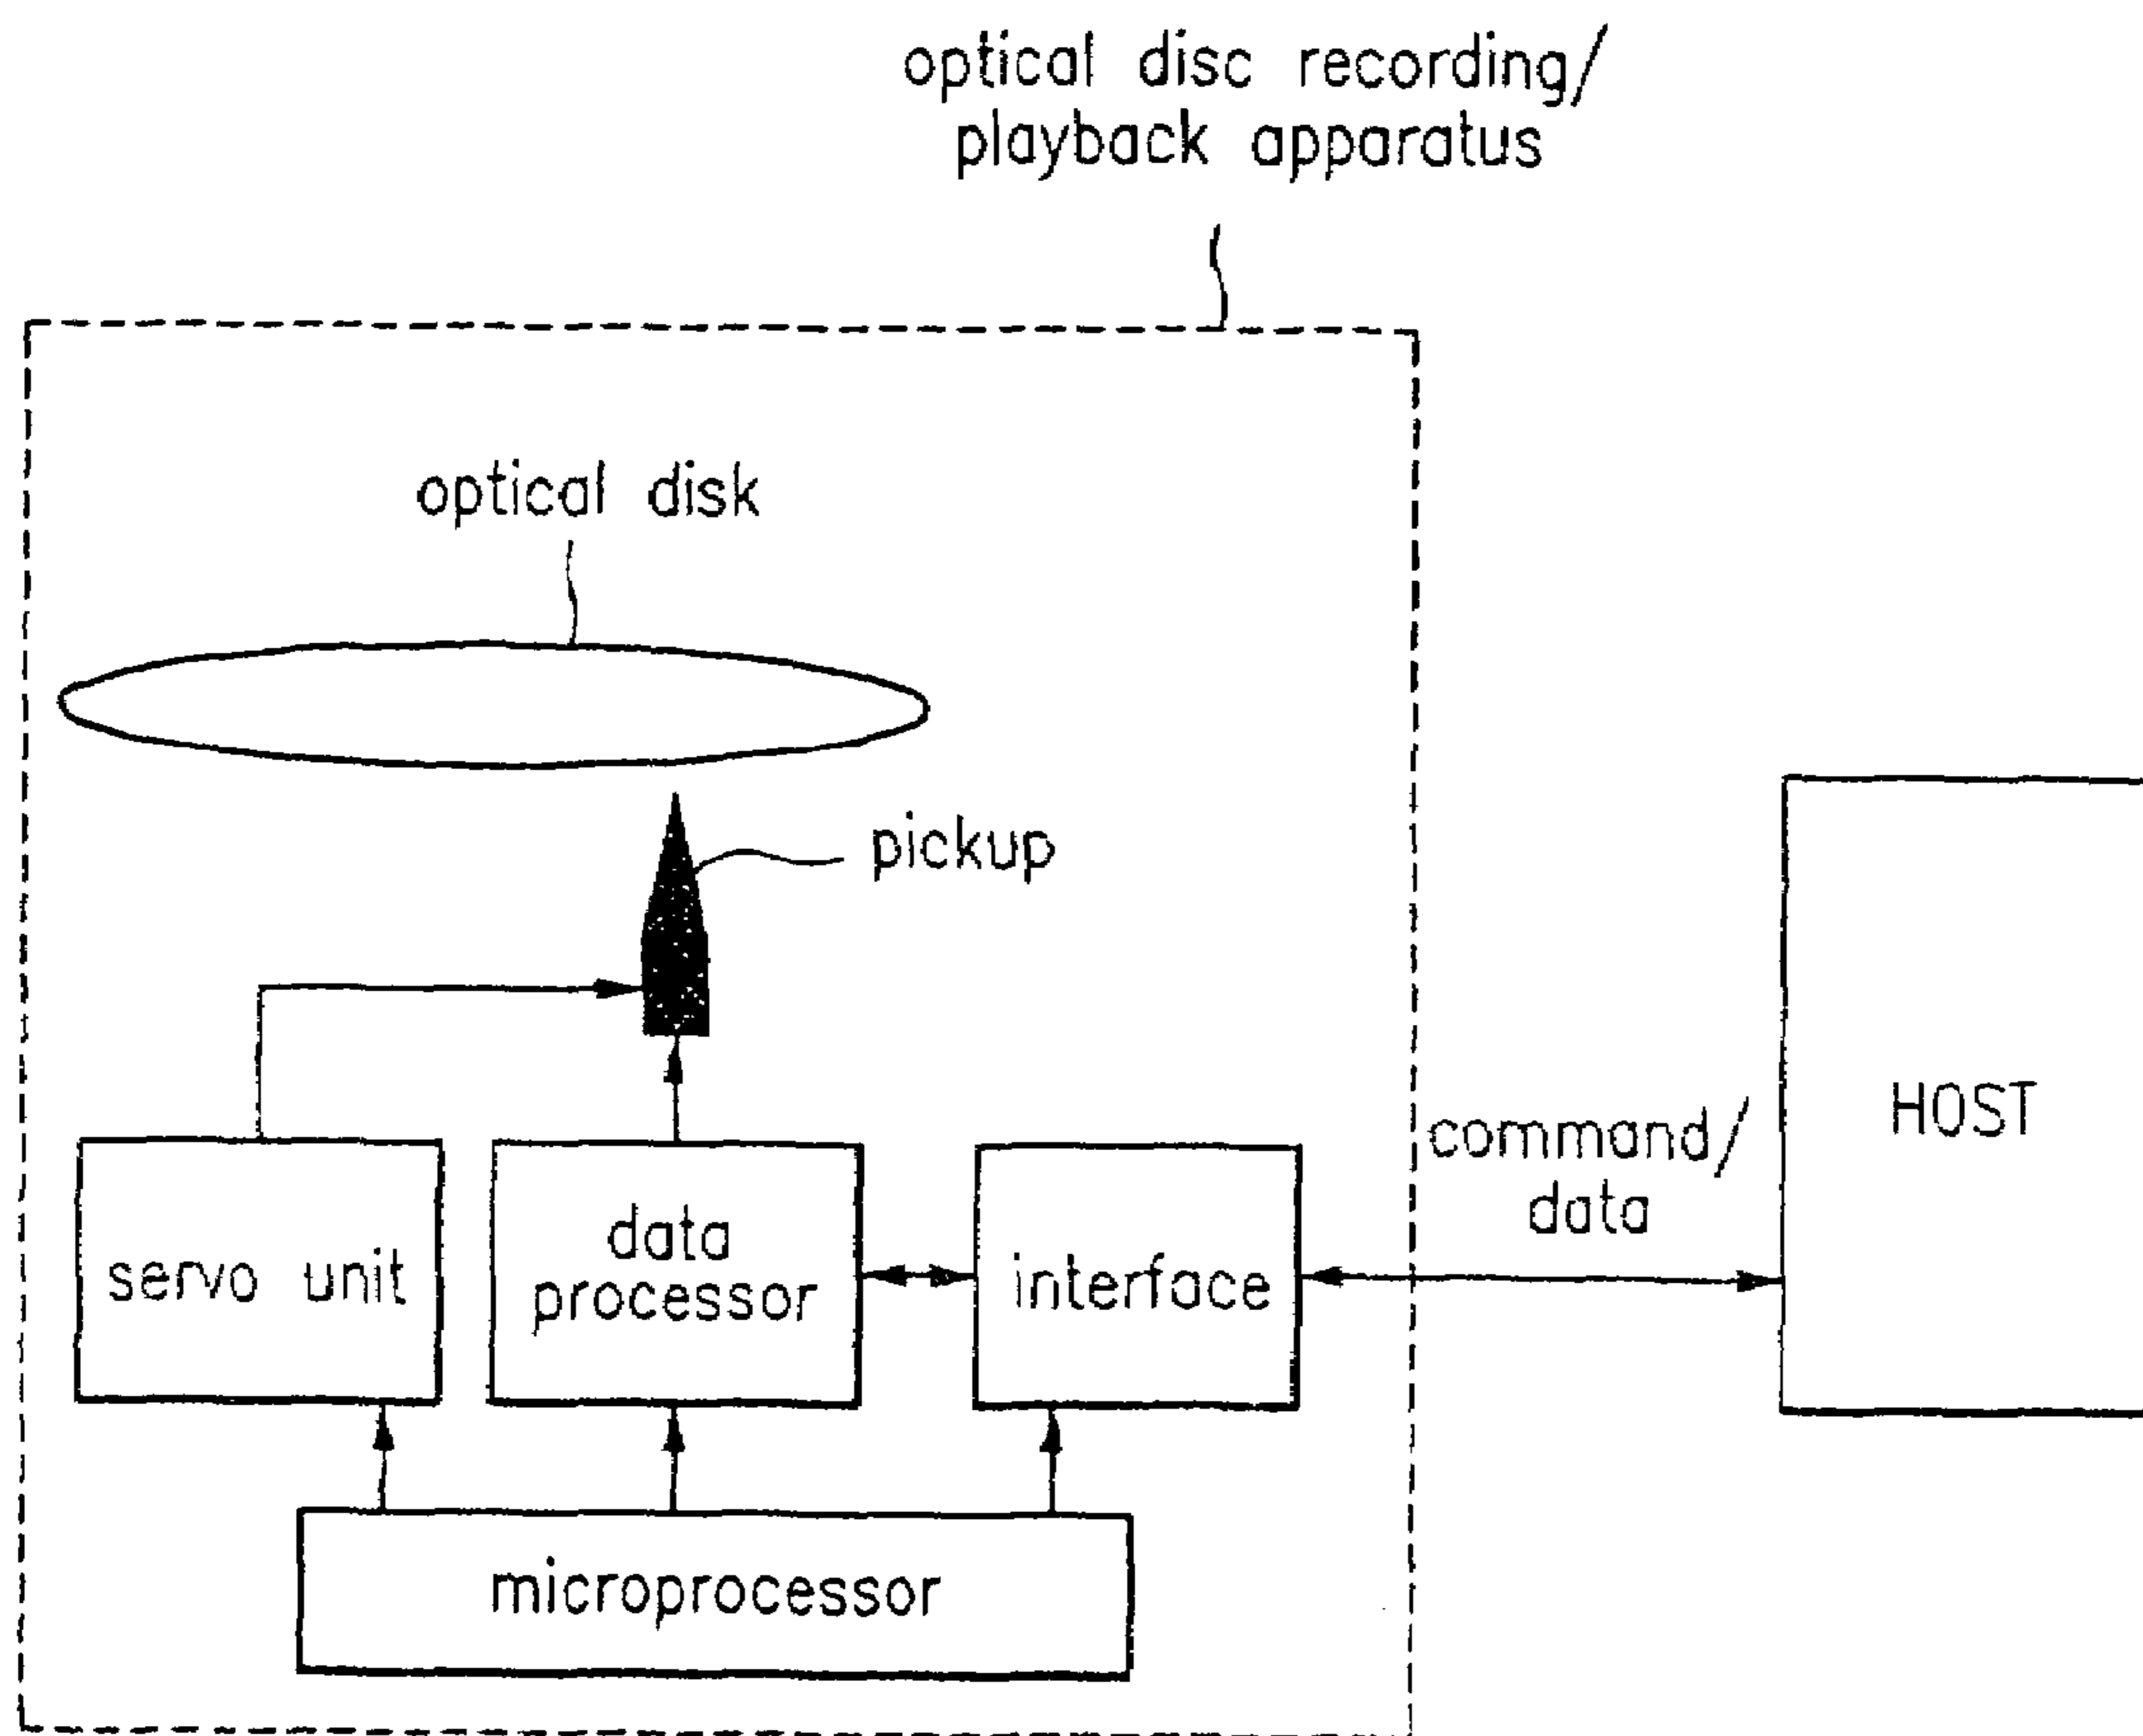 optical disc recording/
playback apparatus
optical disk
pickup
command/
data
HOST
servo unit
data
processor
interface
microprocessor